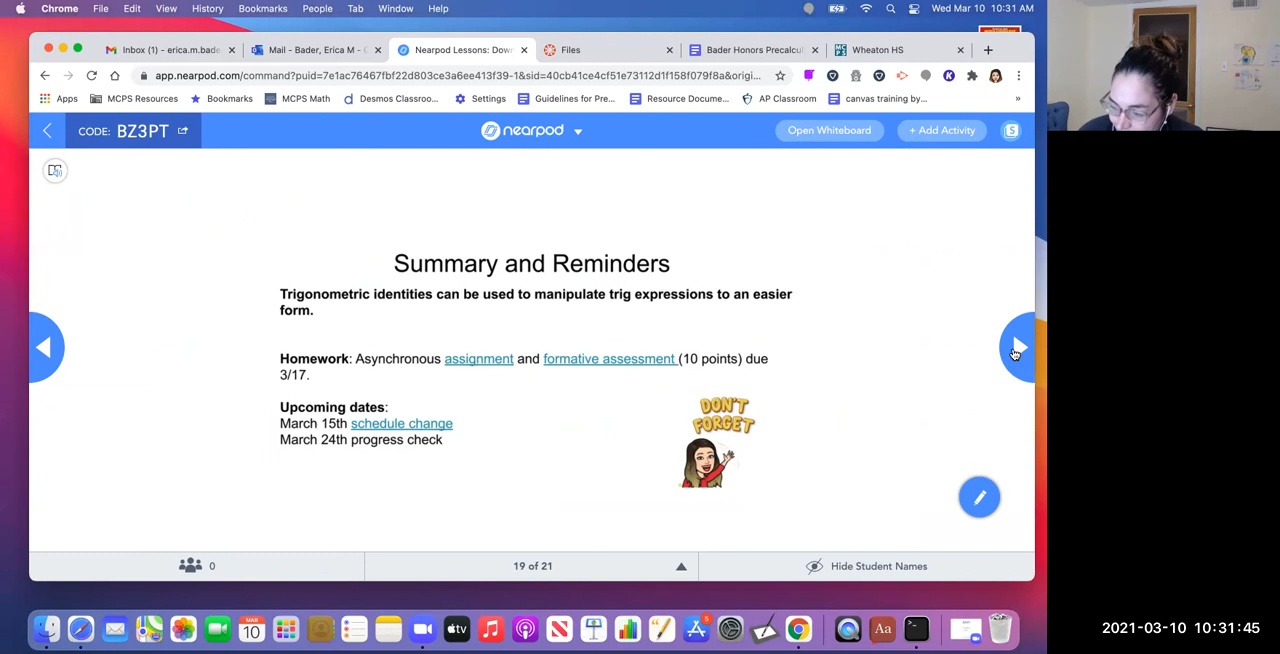 Chrome File Edit View History Bookmarks People Tab Window Help Wed Mar 10 10:31 AM
Inbox (1) - erica.m.bade Mail - Bader, Erica M - Nearpod Lessons: Dow Files Bader Honors Precalcu Wheaton HS
app.nearpod.com/command?puid=7e1ac76467fbf22d803ce3a6ee413f39-1&sid=40cb41ce4cf51e73112d1f158f079f8a&origi...
Apps MCPS Resources Bookmarks MCPS Math Desmos Classroo... Settings Guidelines for Pre... Resource Docume... AP Classroom canvas training by... »
CODE: BZ3PT nearpod Open Whiteboard + Add Activity S
Summary and Reminders
Trigonometric identities can be used to manipulate trig expressions to an easier
form.
Homework: Asynchronous assignment and formative assessment (10 points) due
3/17.
Upcoming dates:
March 15th schedule change
March 24th progress check
DON'T
FORGET
0 19 of 21 Hide Student Names
MAR
10
tv
5
Aa
2021-03-10 10:31:45